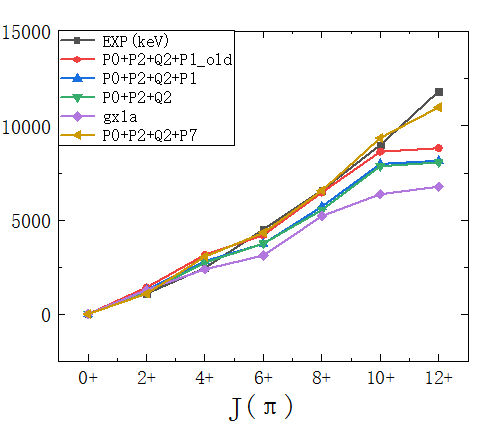 15000
10000
5000
0
EXP(keV)
P0+P2+Q2+P1_old
P0+P2+Q2+P1
P0+P2+Q2
gx1a
P0+P2+Q2+P7
0+ 2+ 4+ 6+ 8+ 10+ 12+
J(π)